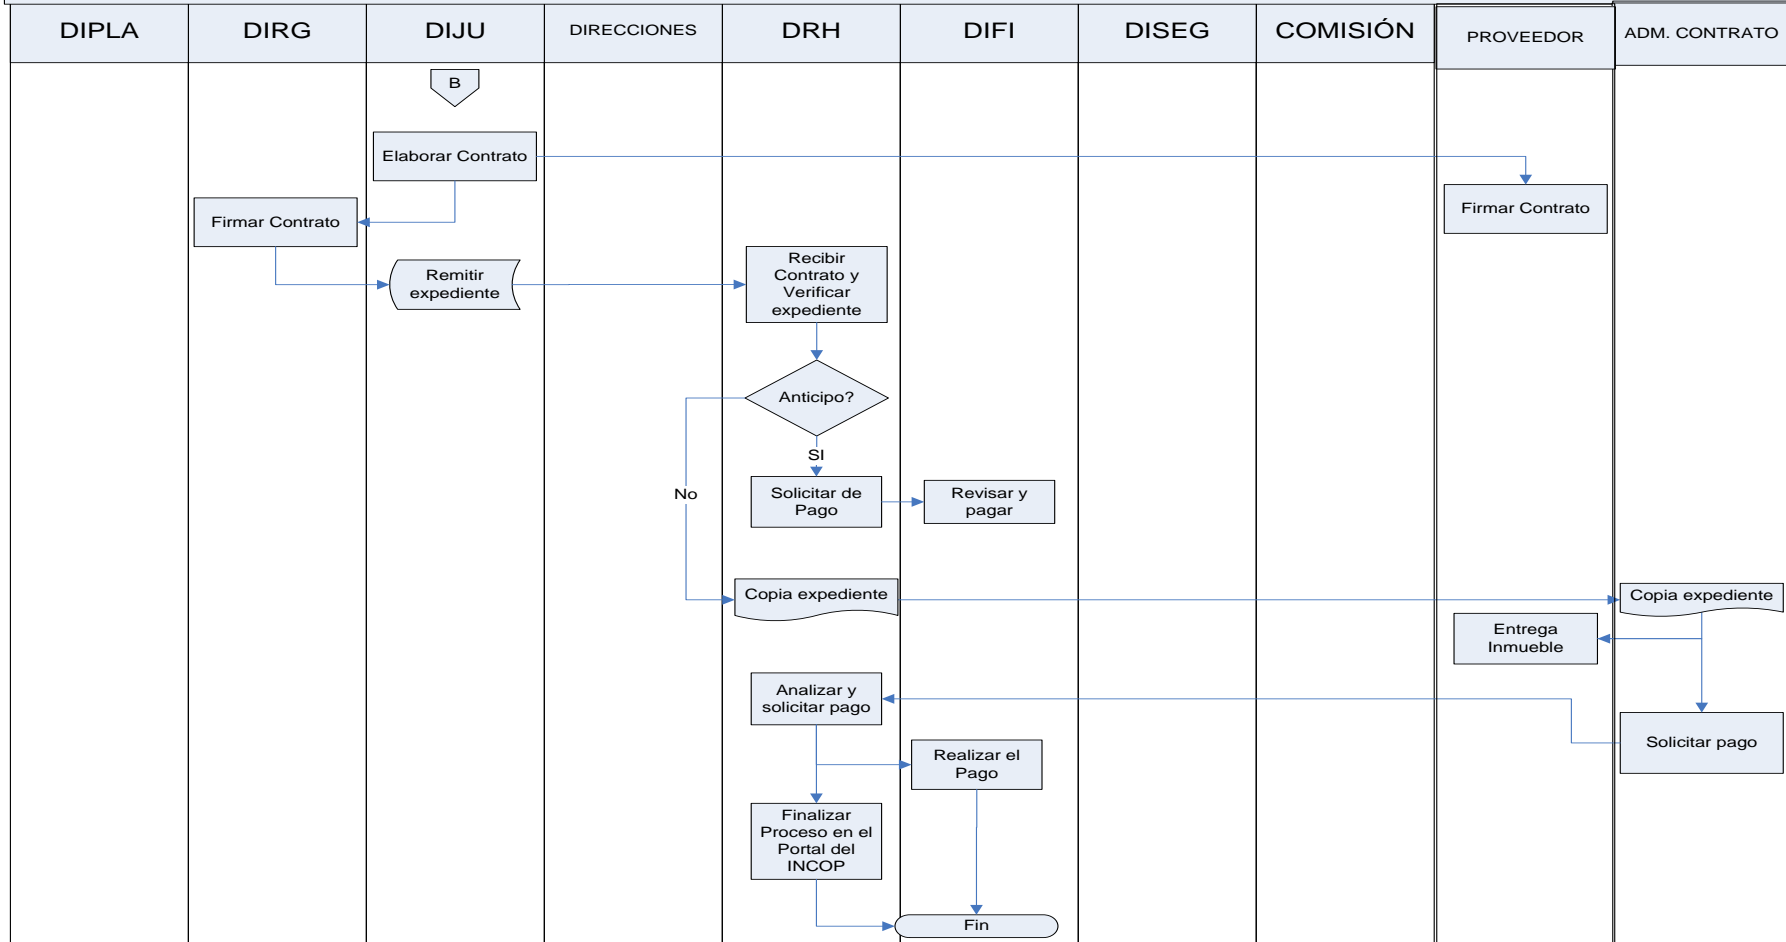 DIPLA
DIRG
DIJU
DIRECCIONES
DRH
DIFI
DISEG
COMISIÓN
PROVEEDOR
ADM. CONTRATO
B
Elaborar Contrato
Firmar Contrato
Firmar Contrato
Remitir
expediente
Recibir
Contrato y
Verificar
expediente
Anticipo?
SI
No
Solicitar de
Pago
Revisar y
pagar
Copia expediente
Copia expediente
Entrega
Inmueble
Analizar y
solicitar pago
Solicitar pago
Realizar el
Pago
Finalizar
Proceso en el
Portal del
INCOP
Fin